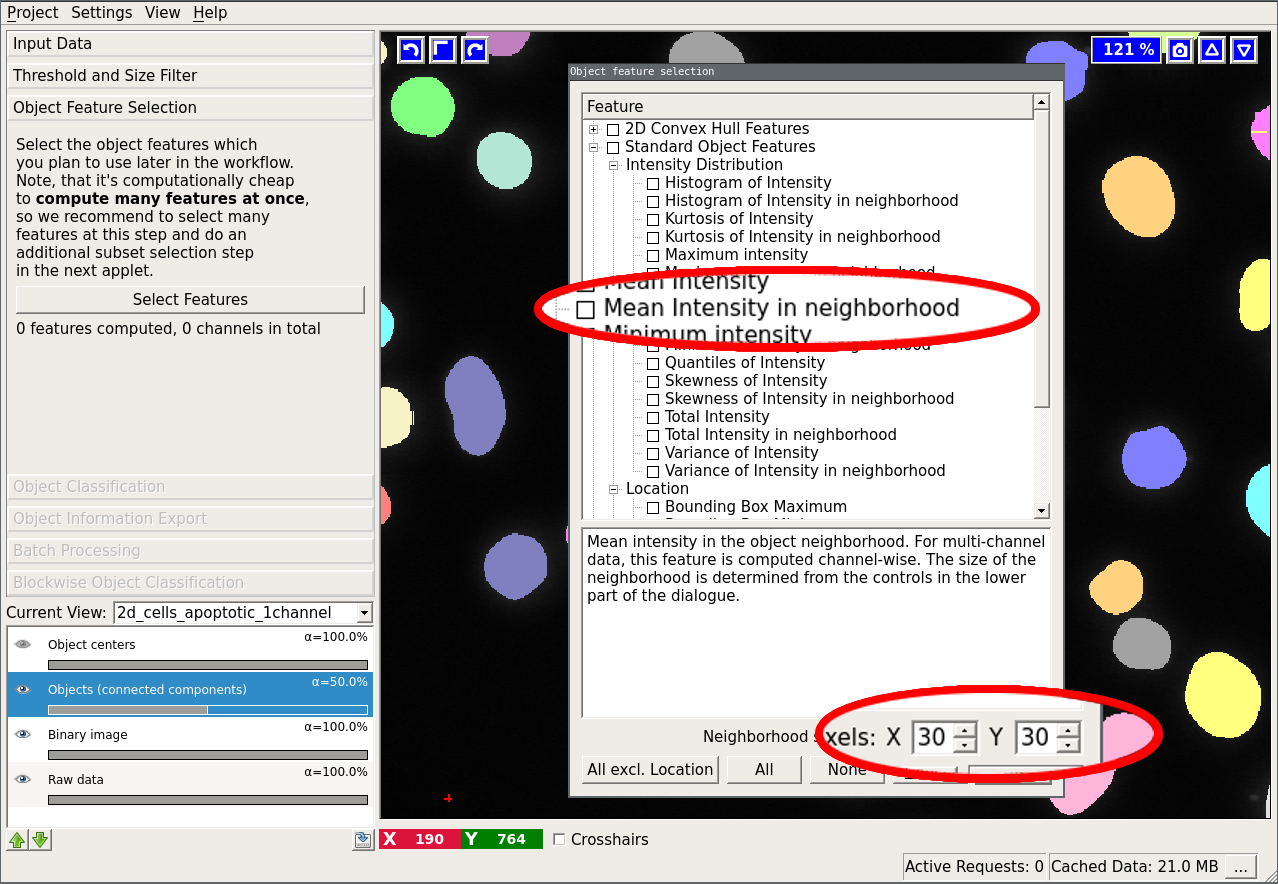 Project Settings View Help
Input Data
Threshold and Size Filter
Object Feature Selection
Select the object features which
you plan to use later in the workflow.
Note, that it's computationally cheap
to compute many features at once,
so we recommend to select many
features at this step and do an
additional subset selection step
in the next applet.
Select Features
0 features computed, 0 channels in total
Object Classification
Object Information Export
Batch Processing
Blockwise Object Classification
Current View: 2d_cells_apoptotic_1channel
α=100.0%
Object centers
α=50.0%
Objects (connected components)
α=100.0%
Binary image
α=100.0%
Raw data
121 %
Object feature selection
Feature
2D Convex Hull Features
Standard Object Features
Intensity Distribution
Histogram of Intensity
Histogram of Intensity in neighborhood
Kurtosis of Intensity
Kurtosis of Intensity in neighborhood
Maximum intensity
Mean Intensity
Mean Intensity in neighborhood
Minimum intensity
Quantiles of Intensity
Skewness of Intensity
Skewness of Intensity in neighborhood
Total Intensity
Total Intensity in neighborhood
Variance of Intensity
Variance of Intensity in neighborhood
Location
Bounding Box Maximum
Mean intensity in the object neighborhood. For multi-channel
data, this feature is computed channel-wise. The size of the
neighborhood is determined from the controls in the lower
part of the dialogue.
Neighborhood s xels: X 30 Y 30
All excl. Location All None
X 190 Y 764 Crosshairs
Active Requests: 0 Cached Data: 21.0 MB ...